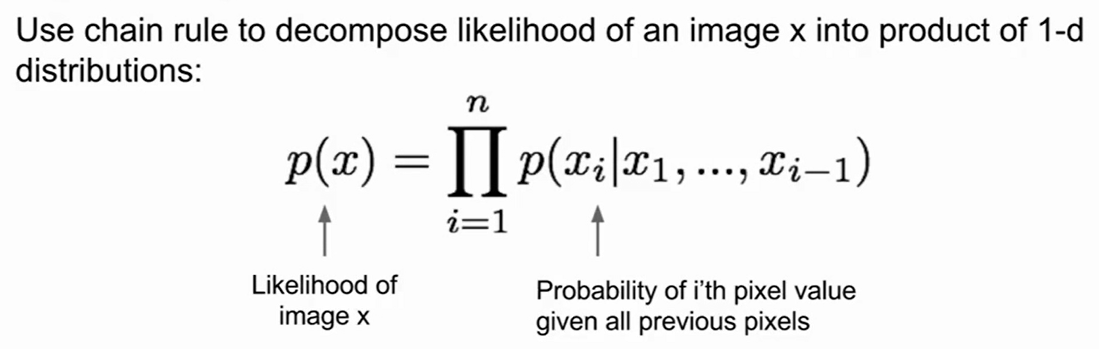 Use chain rule to decompose likelihood of an image x into product of 1-d
distributions:
p(x) = ∏_{i=1}^{n} p(x_i|x_1, ..., x_{i-1})
Likelihood of
image x
Probability of i'th pixel value
given all previous pixels